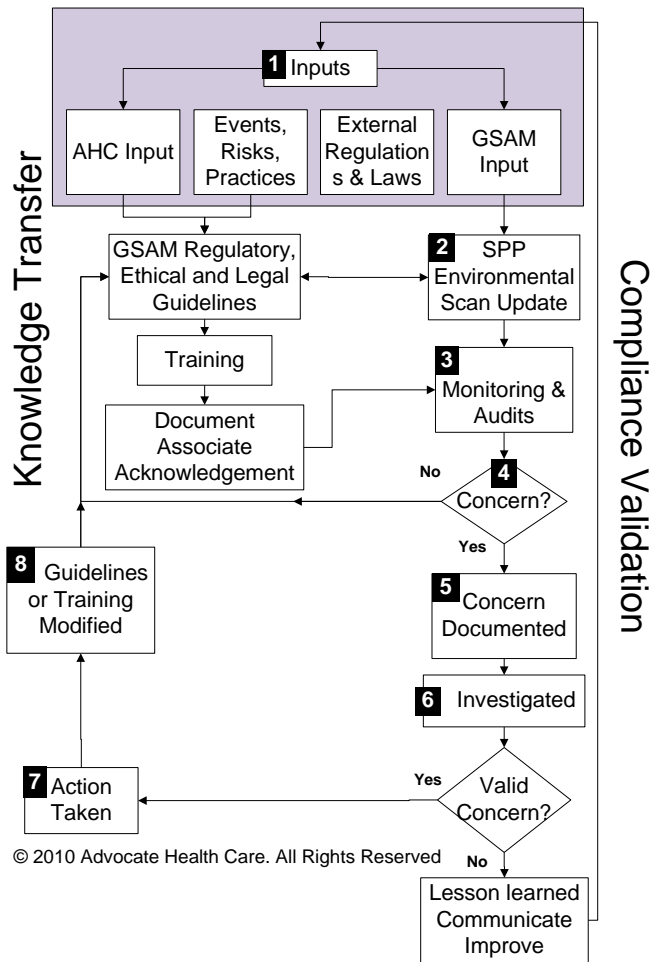 1 Inputs
AHC Input
Events,
Risks,
Practices
External
Regulation
s & Laws
GSAM
Input
Knowledge Transfer
Compliance Validation
GSAM Regulatory,
Ethical and Legal
Guidelines
2 SPP
Environmental
Scan Update
Training
3
Monitoring &
Audits
Document
Associate
Acknowledgement
No
4
Concern?
Yes
8 Guidelines
or Training
Modified
5
Concern
Documented
6 Investigated
7 Action
Taken
Yes
Valid
Concern?
© 2010 Advocate Health Care. All Rights Reserved
No
Lesson learned
Communicate
Improve